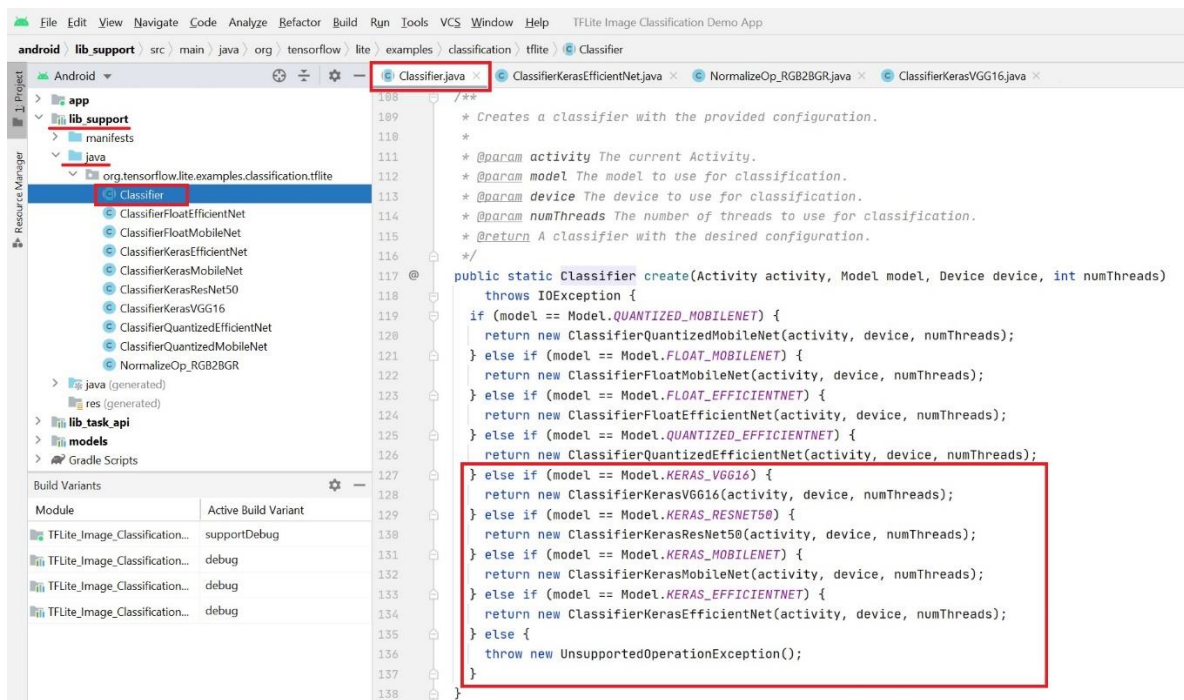 File Edit View Navigate Code Analyze Refactor Build Run Tools VCS Window Help TFLite Image Classification Demo App
android lib_support src main java org tensorflow lite examples classification tflite Classifier
1: Project
Resource Manager
Android
app
lib_support
manifests
java
org.tensorflow.lite.examples.classification.tflite
Classifier
ClassifierFloatEfficientNet
ClassifierFloatMobileNet
ClassifierKerasEfficientNet
ClassifierKerasMobileNet
ClassifierKerasResNet50
ClassifierKerasVGG16
ClassifierQuantizedEfficientNet
ClassifierQuantizedMobileNet
NormalizeOp_RGB2BGR
java (generated)
res (generated)
lib_task_api
models
Gradle Scripts
Build Variants
Module Active Build Variant
TFLite_Image_Classification... supportDebug
TFLite_Image_Classification... debug
TFLite_Image_Classification... debug
TFLite_Image_Classification... debug
Classifier.java ClassifierKerasEfficientNet.java NormalizeOp_RGB2BGR.java ClassifierKerasVGG16.java
108 /**
109 * Creates a classifier with the provided configuration.
110 *
111 * @param activity The current Activity.
112 * @param model The model to use for classification.
113 * @param device The device to use for classification.
114 * @param numThreads The number of threads to use for classification.
115 * @return A classifier with the desired configuration.
116 */
117 @ public static Classifier create(Activity activity, Model model, Device device, int numThreads)
118 throws IOException {
119 if (model == Model.QUANTIZED_MOBILENET) {
120 return new ClassifierQuantizedMobileNet(activity, device, numThreads);
121 } else if (model == Model.FLOAT_MOBILENET) {
122 return new ClassifierFloatMobileNet(activity, device, numThreads);
123 } else if (model == Model.FLOAT_EFFICIENTNET) {
124 return new ClassifierFloatEfficientNet(activity, device, numThreads);
125 } else if (model == Model.QUANTIZED_EFFICIENTNET) {
126 return new ClassifierQuantizedEfficientNet(activity, device, numThreads);
127 } else if (model == Model.KERAS_VGG16) {
128 return new ClassifierKerasVGG16(activity, device, numThreads);
129 } else if (model == Model.KERAS_RESNET50) {
130 return new ClassifierKerasResNet50(activity, device, numThreads);
131 } else if (model == Model.KERAS_MOBILENET) {
132 return new ClassifierKerasMobileNet(activity, device, numThreads);
133 } else if (model == Model.KERAS_EFFICIENTNET) {
134 return new ClassifierKerasEfficientNet(activity, device, numThreads);
135 } else {
136 throw new UnsupportedOperationException();
137 }
138 }